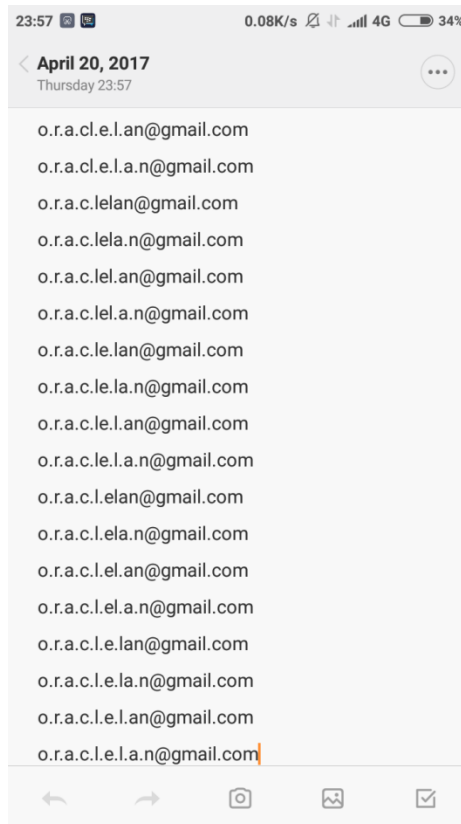 23:57 0.08K/s 4G 34%
April 20, 2017
Thursday 23:57
o.r.a.cl.e.l.an@gmail.com
o.r.a.cl.e.l.a.n@gmail.com
o.r.a.c.lelan@gmail.com
o.r.a.c.lela.n@gmail.com
o.r.a.c.lel.an@gmail.com
o.r.a.c.lel.a.n@gmail.com
o.r.a.c.le.lan@gmail.com
o.r.a.c.le.la.n@gmail.com
o.r.a.c.le.l.an@gmail.com
o.r.a.c.le.l.a.n@gmail.com
o.r.a.c.l.elan@gmail.com
o.r.a.c.l.ela.n@gmail.com
o.r.a.c.l.el.an@gmail.com
o.r.a.c.l.el.a.n@gmail.com
o.r.a.c.l.e.lan@gmail.com
o.r.a.c.l.e.la.n@gmail.com
o.r.a.c.l.e.l.an@gmail.com
o.r.a.c.l.e.l.a.n@gmail.com